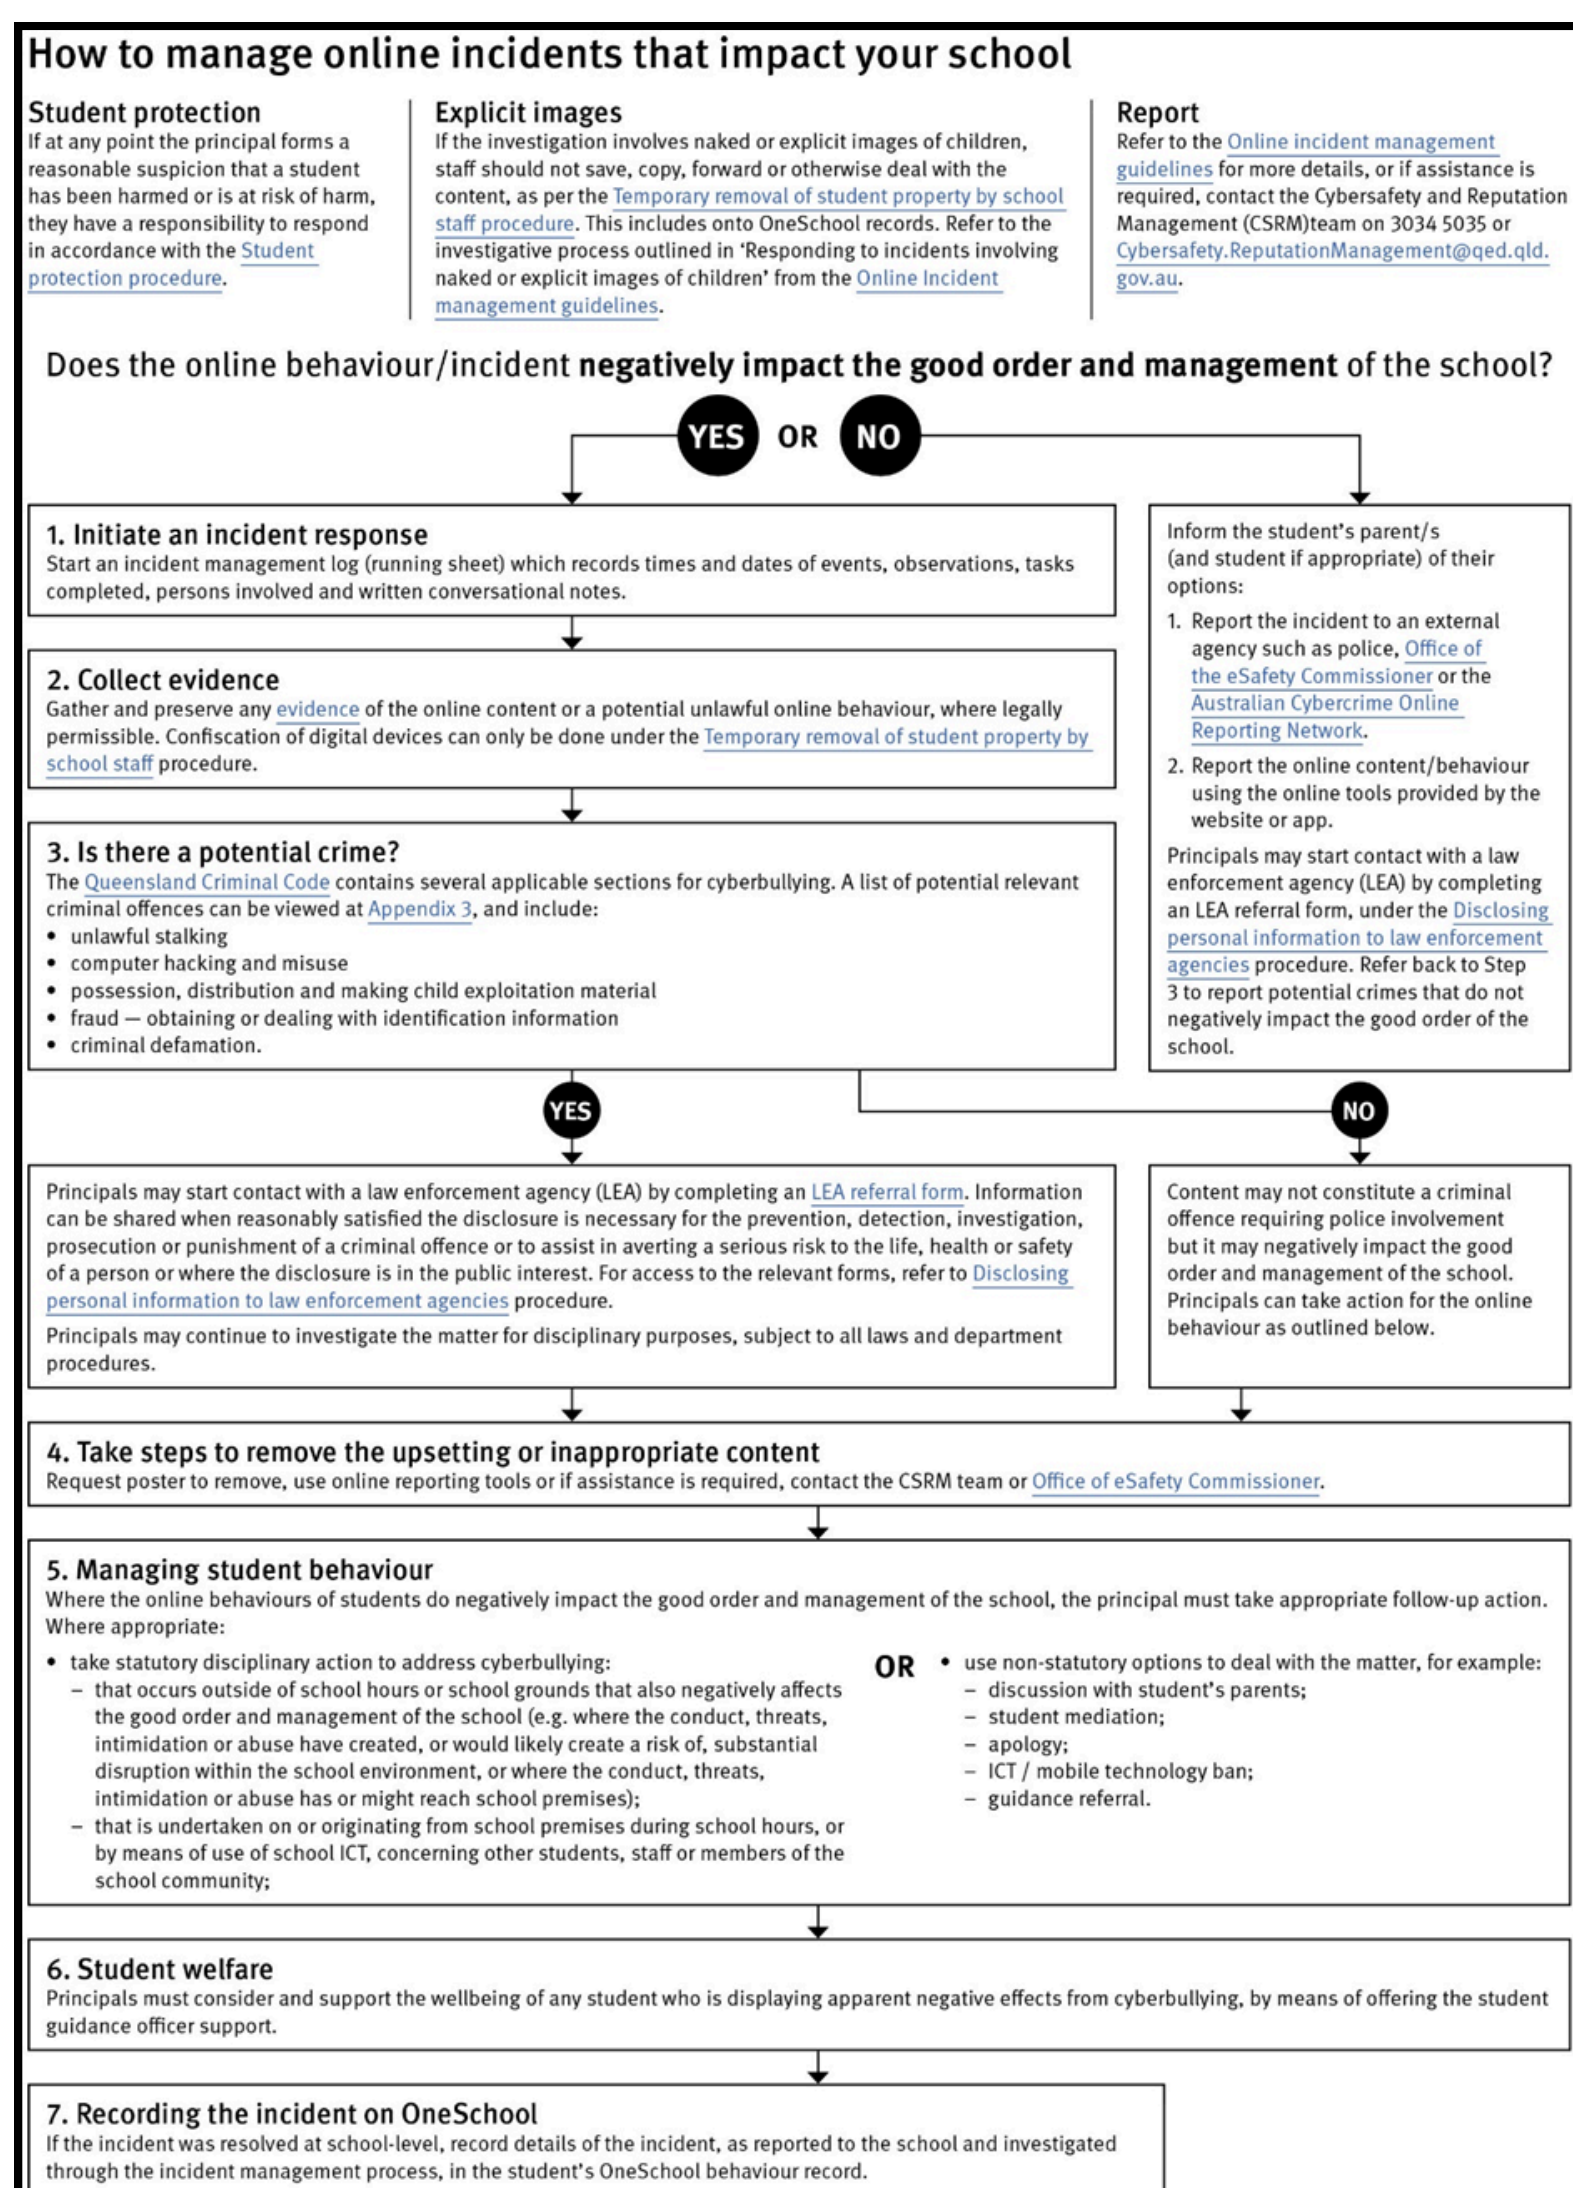 How to manage online incidents that impact your school
Student protection
If at any point the principal forms a
reasonable suspicion that a student
has been harmed or is at risk of harm,
they have a responsibility to respond
in accordance with the Student
protection procedure.
Explicit images
If the investigation involves naked or explicit images of children,
staff should not save, copy, forward or otherwise deal with the
content, as per the Temporary removal of student property by school
staff procedure. This includes onto OneSchool records. Refer to the
investigative process outlined in ‘Responding to incidents involving
naked or explicit images of children’ from the Online Incident
management guidelines.
Report
Refer to the Online incident management
guidelines for more details, or if assistance is
required, contact the Cybersafety and Reputation
Management (CSRM)team on 3034 5035 or
Cybersafety.ReputationManagement@qed.qld.
gov.au.
Does the online behaviour/incident negatively impact the good order and management of the school?
YES OR NO
1. Initiate an incident response
Start an incident management log (running sheet) which records times and dates of events, observations, tasks
completed, persons involved and written conversational notes.
2. Collect evidence
Gather and preserve any evidence of the online content or a potential unlawful online behaviour, where legally
permissible. Confiscation of digital devices can only be done under the Temporary removal of student property by
school staff procedure.
3. Is there a potential crime?
The Queensland Criminal Code contains several applicable sections for cyberbullying. A list of potential relevant
criminal offences can be viewed at Appendix 3, and include:
• unlawful stalking
• computer hacking and misuse
• possession, distribution and making child exploitation material
• fraud — obtaining or dealing with identification information
• criminal defamation.
Inform the student’s parent/s
(and student if appropriate) of their
options:
1. Report the incident to an external
agency such as police, Office of
the eSafety Commissioner or the
Australian Cybercrime Online
Reporting Network.
2. Report the online content/behaviour
using the online tools provided by the
website or app.
Principals may start contact with a law
enforcement agency (LEA) by completing
an LEA referral form, under the Disclosing
personal information to law enforcement
agencies procedure. Refer back to Step
3 to report potential crimes that do not
negatively impact the good order of the
school.
YES
NO
Principals may start contact with a law enforcement agency (LEA) by completing an LEA referral form. Information
can be shared when reasonably satisfied the disclosure is necessary for the prevention, detection, investigation,
prosecution or punishment of a criminal offence or to assist in averting a serious risk to the life, health or safety
of a person or where the disclosure is in the public interest. For access to the relevant forms, refer to Disclosing
personal information to law enforcement agencies procedure.
Principals may continue to investigate the matter for disciplinary purposes, subject to all laws and department
procedures.
Content may not constitute a criminal
offence requiring police involvement
but it may negatively impact the good
order and management of the school.
Principals can take action for the online
behaviour as outlined below.
4. Take steps to remove the upsetting or inappropriate content
Request poster to remove, use online reporting tools or if assistance is required, contact the CSRM team or Office of eSafety Commissioner.
5. Managing student behaviour
Where the online behaviours of students do negatively impact the good order and management of the school, the principal must take appropriate follow-up action.
Where appropriate:
• take statutory disciplinary action to address cyberbullying:
– that occurs outside of school hours or school grounds that also negatively affects
the good order and management of the school (e.g. where the conduct, threats,
intimidation or abuse have created, or would likely create a risk of, substantial
disruption within the school environment, or where the conduct, threats,
intimidation or abuse has or might reach school premises);
– that is undertaken on or originating from school premises during school hours, or
by means of use of school ICT, concerning other students, staff or members of the
school community;
OR
• use non-statutory options to deal with the matter, for example:
– discussion with student’s parents;
– student mediation;
– apology;
– ICT / mobile technology ban;
– guidance referral.
6. Student welfare
Principals must consider and support the wellbeing of any student who is displaying apparent negative effects from cyberbullying, by means of offering the student
guidance officer support.
7. Recording the incident on OneSchool
If the incident was resolved at school-level, record details of the incident, as reported to the school and investigated
through the incident management process, in the student’s OneSchool behaviour record.